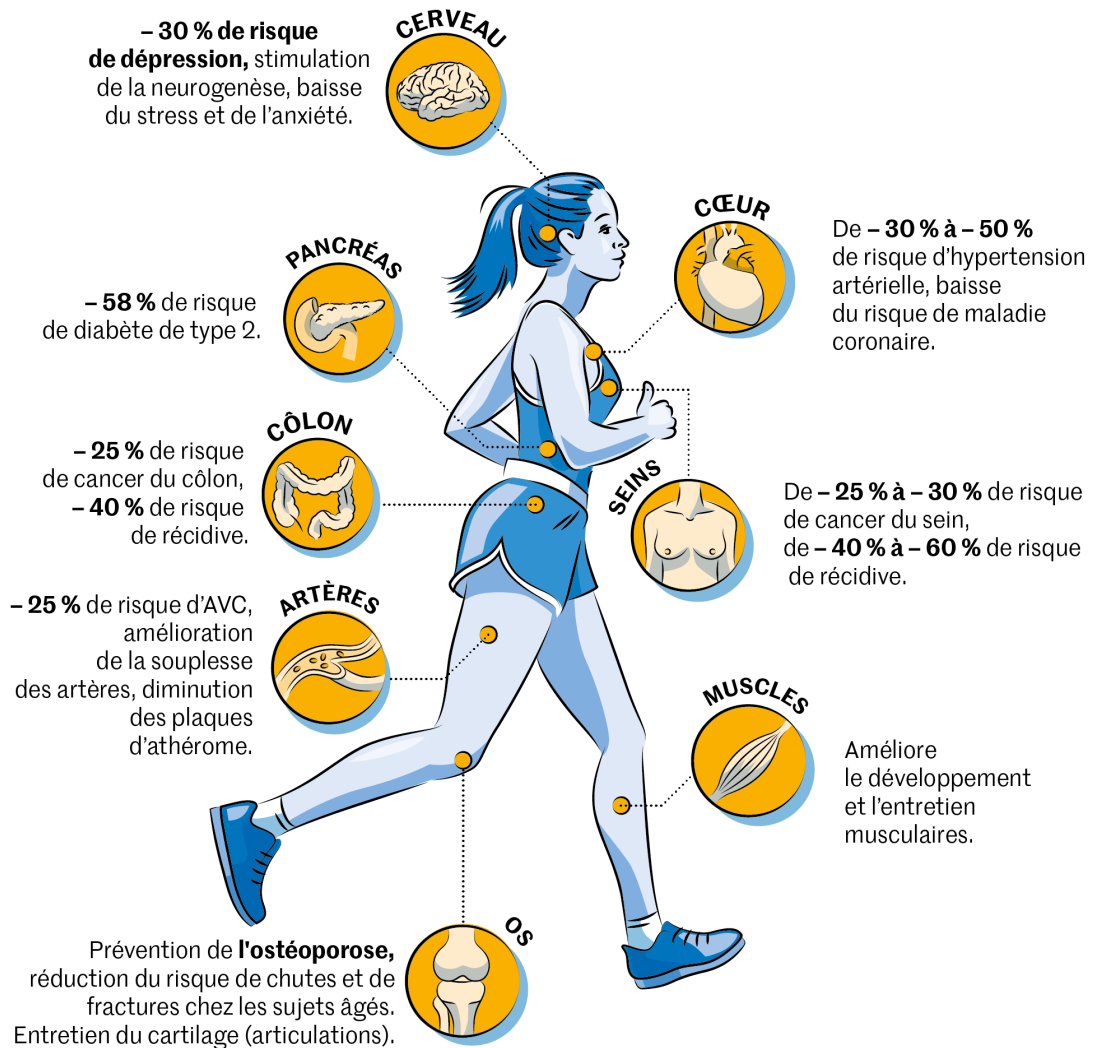 CERVEAU
– 30 % de risque
de dépression, stimulation
de la neurogenèse, baisse
du stress et de l’anxiété.
CŒUR
De – 30 % à – 50 %
de risque d’hypertension
artérielle, baisse
du risque de maladie
coronaire.
PANCRÉAS
– 58 % de risque
de diabète de type 2.
CÔLON
– 25 % de risque
de cancer du côlon,
– 40 % de risque
de récidive.
SEINS
De – 25 % à – 30 % de risque
de cancer du sein,
de – 40 % à – 60 % de risque
de récidive.
ARTÈRES
– 25 % de risque d’AVC,
amélioration
de la souplesse
des artères, diminution
des plaques
d’athérome.
MUSCLES
Améliore
le développement
et l’entretien
musculaires.
OS
Prévention de l'ostéoporose,
réduction du risque de chutes et de
fractures chez les sujets âgés.
Entretien du cartilage (articulations).